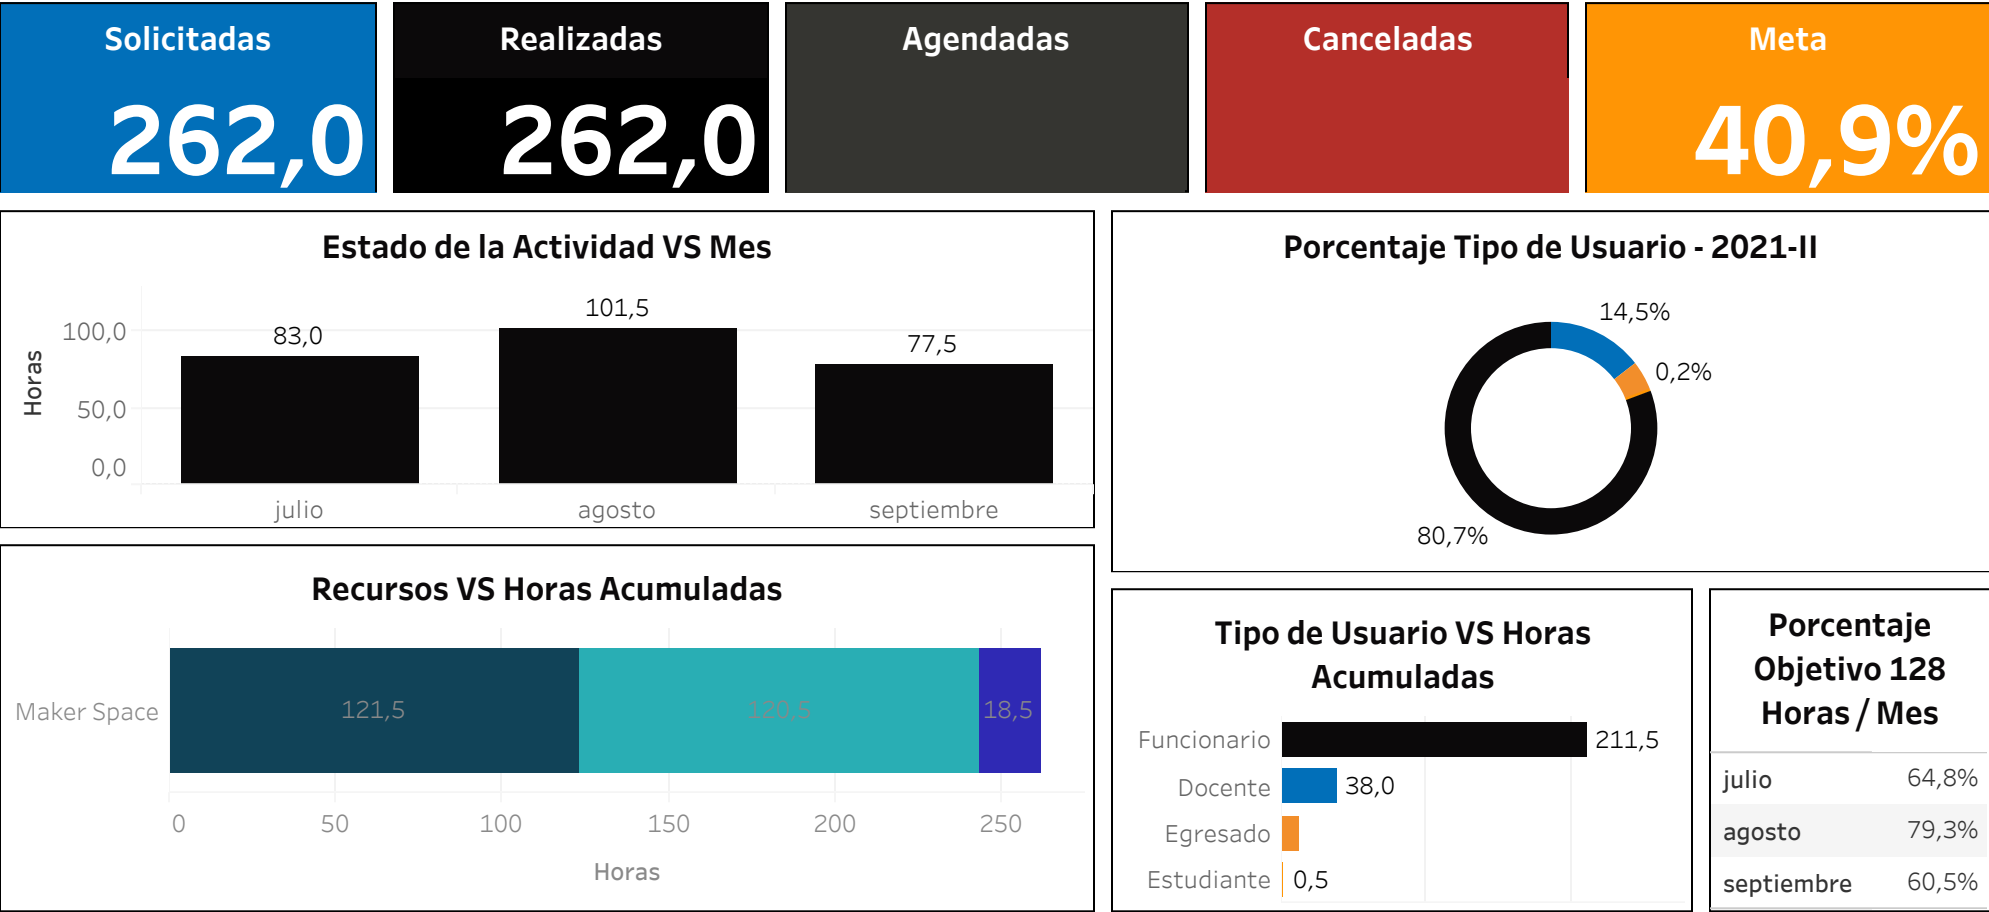 Solicitadas
262,0
Realizadas
262,0
Agendadas
Canceladas
Meta
40,9%
Estado de la Actividad VS Mes
Horas
100,0
50,0
0,0
83,0
101,5
77,5
julio
agosto
septiembre
Porcentaje Tipo de Usuario - 2021-II
14,5%
0,2%
80,7%
Recursos VS Horas Acumuladas
Maker Space
121,5
120,5
18,5
0
50
100
150
200
250
Horas
Tipo de Usuario VS Horas
Acumuladas
Funcionario
211,5
Docente
38,0
Egresado
Estudiante
0,5
Porcentaje
Objetivo 128
Horas / Mes
julio 64,8%
agosto 79,3%
septiembre 60,5%